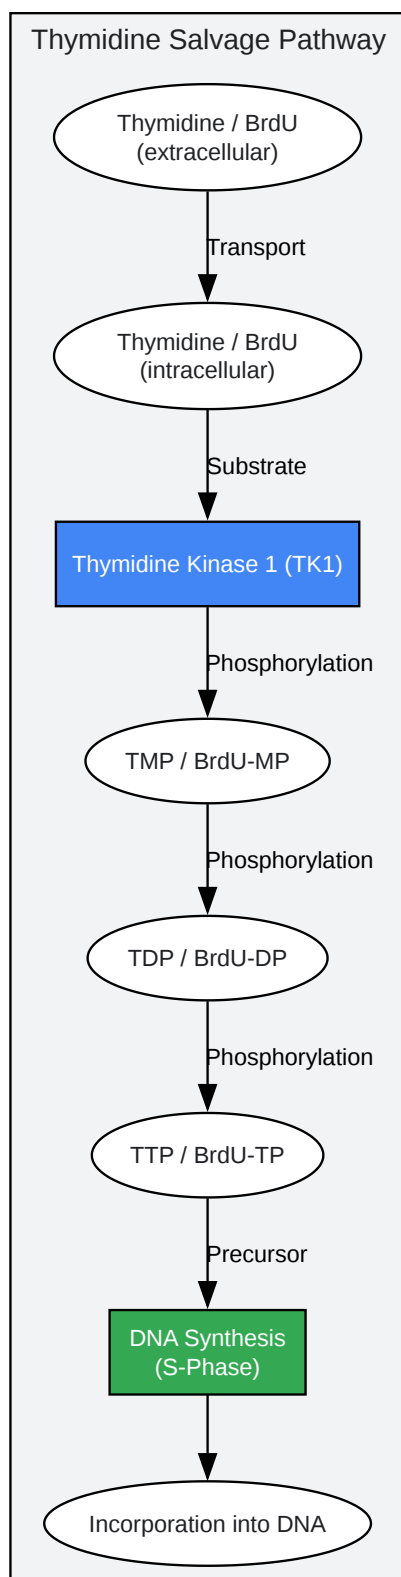 Thymidine Salvage Pathway
Thymidine / BrdU
(extracellular)
Transport
Thymidine / BrdU
(intracellular)
Substrate
Thymidine Kinase 1 (TK1)
Phosphorylation
TMP / BrdU-MP
Phosphorylation
TDP / BrdU-DP
Phosphorylation
TTP / BrdU-TP
Precursor
DNA Synthesis
(S-Phase)
Incorporation into DNA